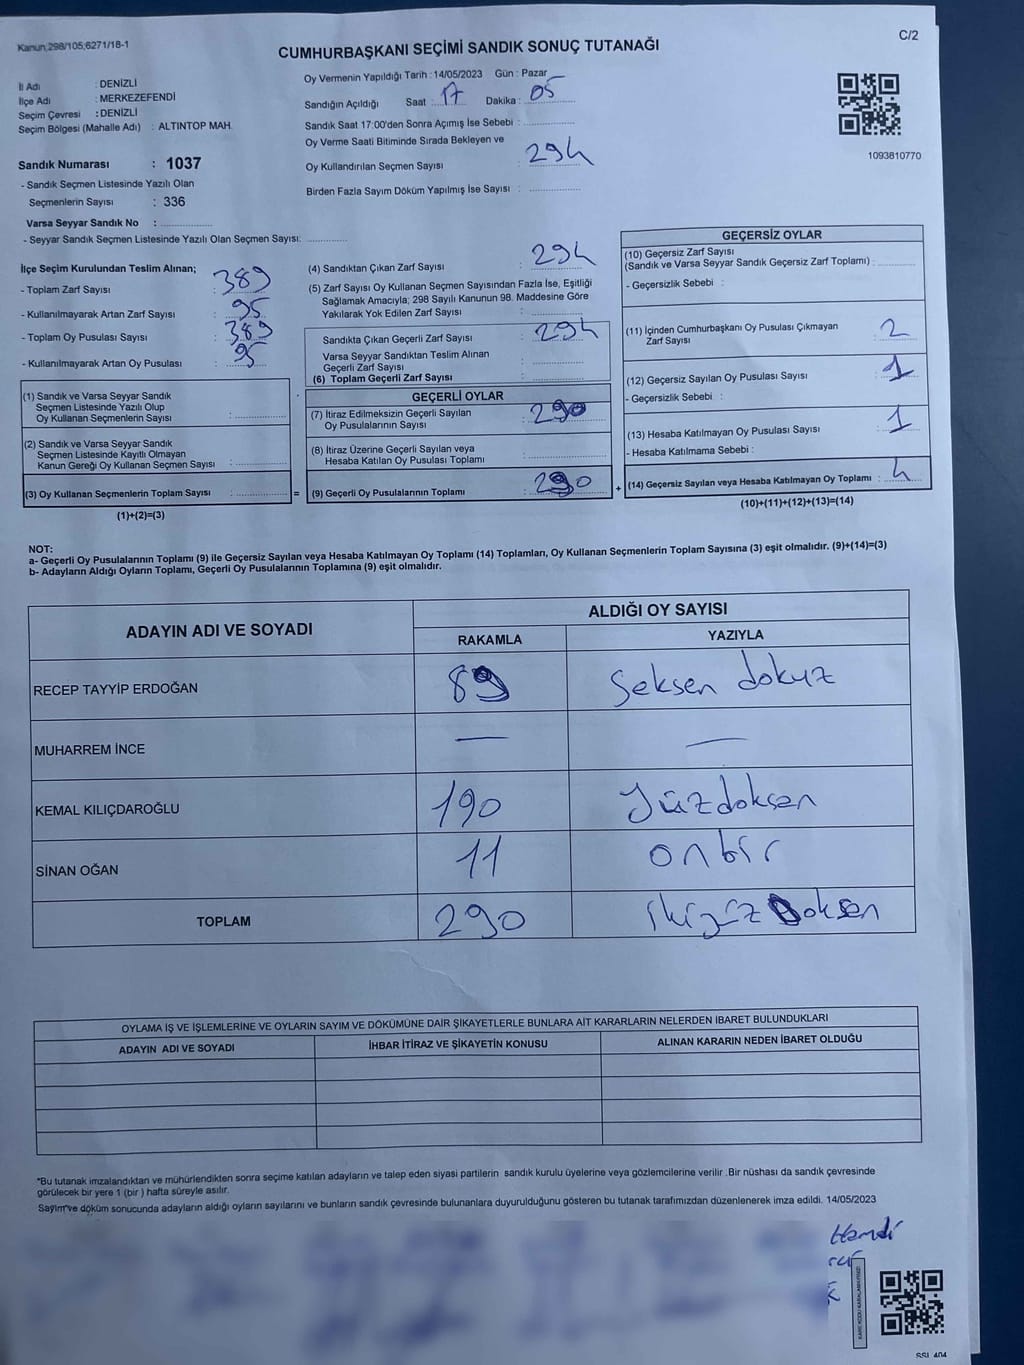 Kanun,298/105;6271/18-1
CUMHURBAŞKANI SEÇİMİ SANDIK SONUÇ TUTANAĞI
C/2
İl Adı : DENİZLİ
İlçe Adı : MERKEZEFENDİ
Seçim Çevresi : DENİZLİ
Seçim Bölgesi (Mahalle Adı) : ALTINTOP MAH.
Sandık Numarası : 1037
- Sandık Seçmen Listesinde Yazılı Olan
Seçmenlerin Sayısı : 336
Varsa Seyyar Sandık No :
- Seyyar Sandık Seçmen Listesinde Yazılı Olan Seçmen Sayısı:
Oy Vermenin Yapıldığı Tarih : 14/05/2023 Gün : Pazar
Sandığın Açıldığı Saat : 17 Dakika : 05
Sandık Saat 17:00'den Sonra Açımış İse Sebebi :
Oy Verme Saati Bitiminde Sırada Bekleyen ve
Oy Kullandırılan Seçmen Sayısı : 294
Birden Fazla Sayım Döküm Yapılmış İse Sayısı :
1093810770
İlçe Seçim Kurulundan Teslim Alınan;
- Toplam Zarf Sayısı : 389
- Kullanılmayarak Artan Zarf Sayısı : 95
- Toplam Oy Pusulası Sayısı : 389
- Kullanılmayarak Artan Oy Pusulası : 95
(1) Sandık ve Varsa Seyyar Sandık
Seçmen Listesinde Yazılı Olup
Oy Kullanan Seçmenlerin Sayısı :
(2) Sandık ve Varsa Seyyar Sandık
Seçmen Listesinde Kayıtlı Olmayan
Kanun Gereği Oy Kullanan Seçmen Sayısı :
(3) Oy Kullanan Seçmenlerin Toplam Sayısı :
(1)+(2)=(3)
(4) Sandıktan Çıkan Zarf Sayısı : 294
(5) Zarf Sayısı Oy Kullanan Seçmen Sayısından Fazla İse, Eşitliği
Sağlamak Amacıyla; 298 Sayılı Kanunun 98. Maddesine Göre
Yakılarak Yok Edilen Zarf Sayısı :
Sandıkta Çıkan Geçerli Zarf Sayısı : 294
Varsa Seyyar Sandıktan Teslim Alınan
Geçerli Zarf Sayısı :
(6) Toplam Geçerli Zarf Sayısı :
GEÇERLİ OYLAR
(7) İtiraz Edilmeksizin Geçerli Sayılan
Oy Pusulalarının Sayısı : 290
(8) İtiraz Üzerine Geçerli Sayılan veya
Hesaba Katılan Oy Pusulası Toplamı :
= (9) Geçerli Oy Pusulalarının Toplamı : 290
GEÇERSİZ OYLAR
(10) Geçersiz Zarf Sayısı
(Sandık ve Varsa Seyyar Sandık Geçersiz Zarf Toplamı) :
- Geçersizlik Sebebi :
(11) İçinden Cumhurbaşkanı Oy Pusulası Çıkmayan
Zarf Sayısı : 2
(12) Geçersiz Sayılan Oy Pusulası Sayısı : 1
- Geçersizlik Sebebi :
(13) Hesaba Katılmayan Oy Pusulası Sayısı : 1
- Hesaba Katılmama Sebebi :
+ (14) Geçersiz Sayılan veya Hesaba Katılmayan Oy Toplamı : 4
(10)+(11)+(12)+(13)=(14)
NOT:
a- Geçerli Oy Pusulalarının Toplamı (9) ile Geçersiz Sayılan veya Hesaba Katılmayan Oy Toplamı (14) Toplamları, Oy Kullanan Seçmenlerin Toplam Sayısına (3) eşit olmalıdır. (9)+(14)=(3)
b- Adayların Aldığı Oyların Toplamı, Geçerli Oy Pusulalarının Toplamına (9) eşit olmalıdır.
ADAYIN ADI VE SOYADI
ALDIĞI OY SAYISI
RAKAMLA YAZIYLA
RECEP TAYYİP ERDOĞAN 89 Seksen dokuz
MUHARREM İNCE — —
KEMAL KILIÇDAROĞLU 190 Yüzdoksan
SİNAN OĞAN 11 onbir
TOPLAM 290 ikiyüzDoksan
OYLAMA İŞ VE İŞLEMLERİNE VE OYLARIN SAYIM VE DÖKÜMÜNE DAİR ŞİKAYETLERLE BUNLARA AİT KARARLARIN NELERDEN İBARET BULUNDUKLARI
ADAYIN ADI VE SOYADI İHBAR İTİRAZ VE ŞİKAYETİN KONUSU ALINAN KARARIN NEDEN İBARET OLDUĞU
*Bu tutanak imzalandıktan ve mühürlendikten sonra seçime katılan adayların ve talep eden siyasi partilerin sandık kurulu üyelerine veya gözlemcilerine verilir .Bir nüshası da sandık çevresinde
görülecek bir yere 1 (bir ) hafta süreyle asılır.
Sayım ve döküm sonucunda adayların aldığı oyların sayılarını ve bunların sandık çevresinde bulunanlara duyurulduğunu gösteren bu tutanak tarafımızdan düzenlenerek imza edildi. 14/05/2023
Hamdi